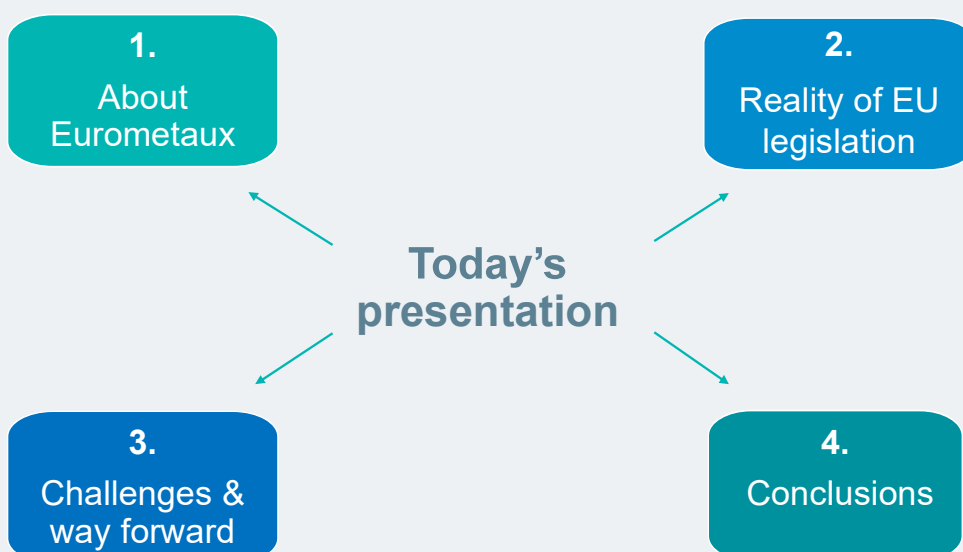 1.
About
Eurometaux
2.
Reality of EU
legislation
Today’s
presentation
3.
Challenges &
way forward
4.
Conclusions